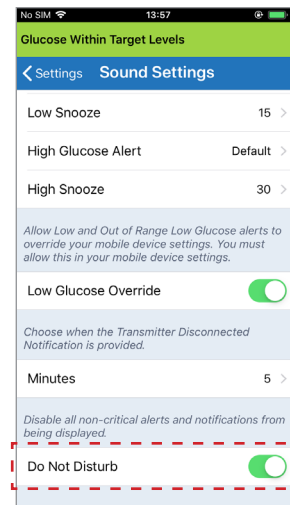 No SIM 13:57
Glucose Within Target Levels
Settings Sound Settings
Low Snooze 15
High Glucose Alert Default
High Snooze 30
Allow Low and Out of Range Low Glucose alerts to
override your mobile device settings. You must
allow this in your mobile device settings.
Low Glucose Override
Choose when the Transmitter Disconnected
Notification is provided.
Minutes 5
Disable all non-critical alerts and notifications from
being displayed.
Do Not Disturb